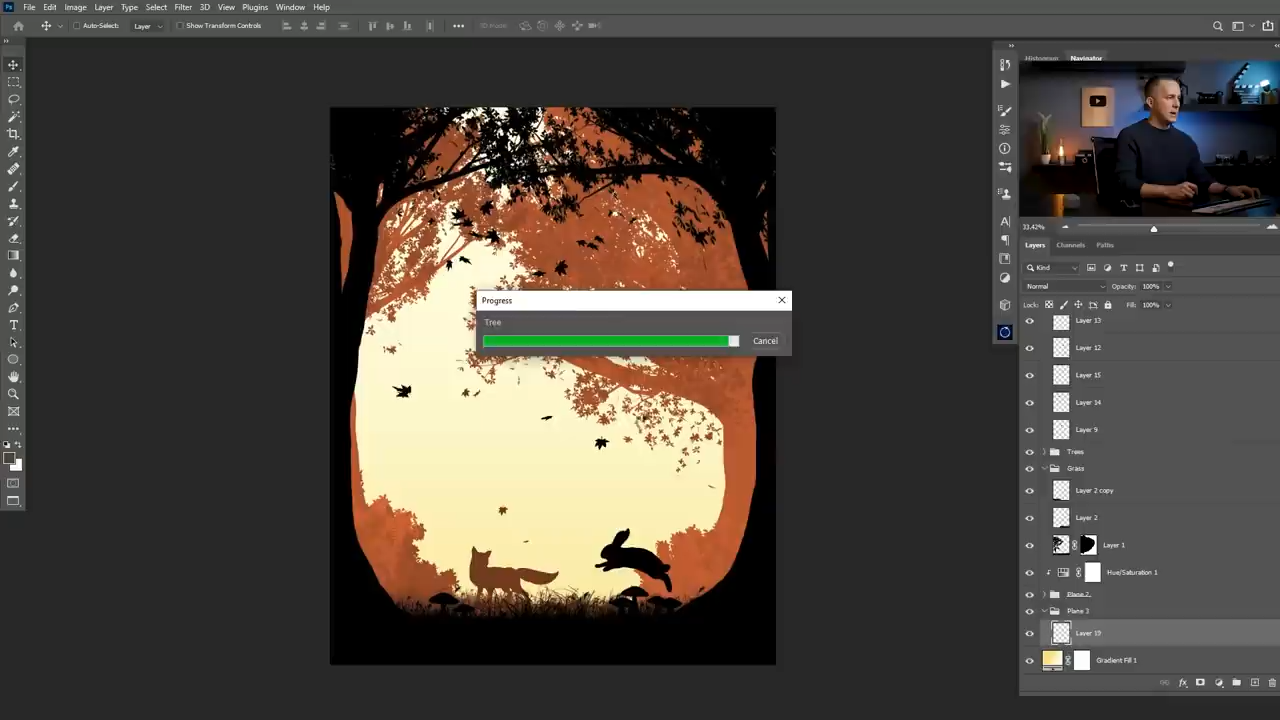 Ps File Edit Image Layer Type Select Filter 3D View Plugins Window Help
Auto-Select: Layer Show Transform Controls 3D Mode
Histogram Navigator
33.42%
Layers Channels Paths
Kind
Normal Opacity: 100%
Lock: Fill: 100%
Layer 13
Layer 12
Layer 15
Layer 14
Layer 9
Trees
Grass
Layer 2 copy
Layer 2
Layer 1
Hue/Saturation 1
Plane 2
Plane 3
Layer 19
Gradient Fill 1
Progress
Tree
Cancel